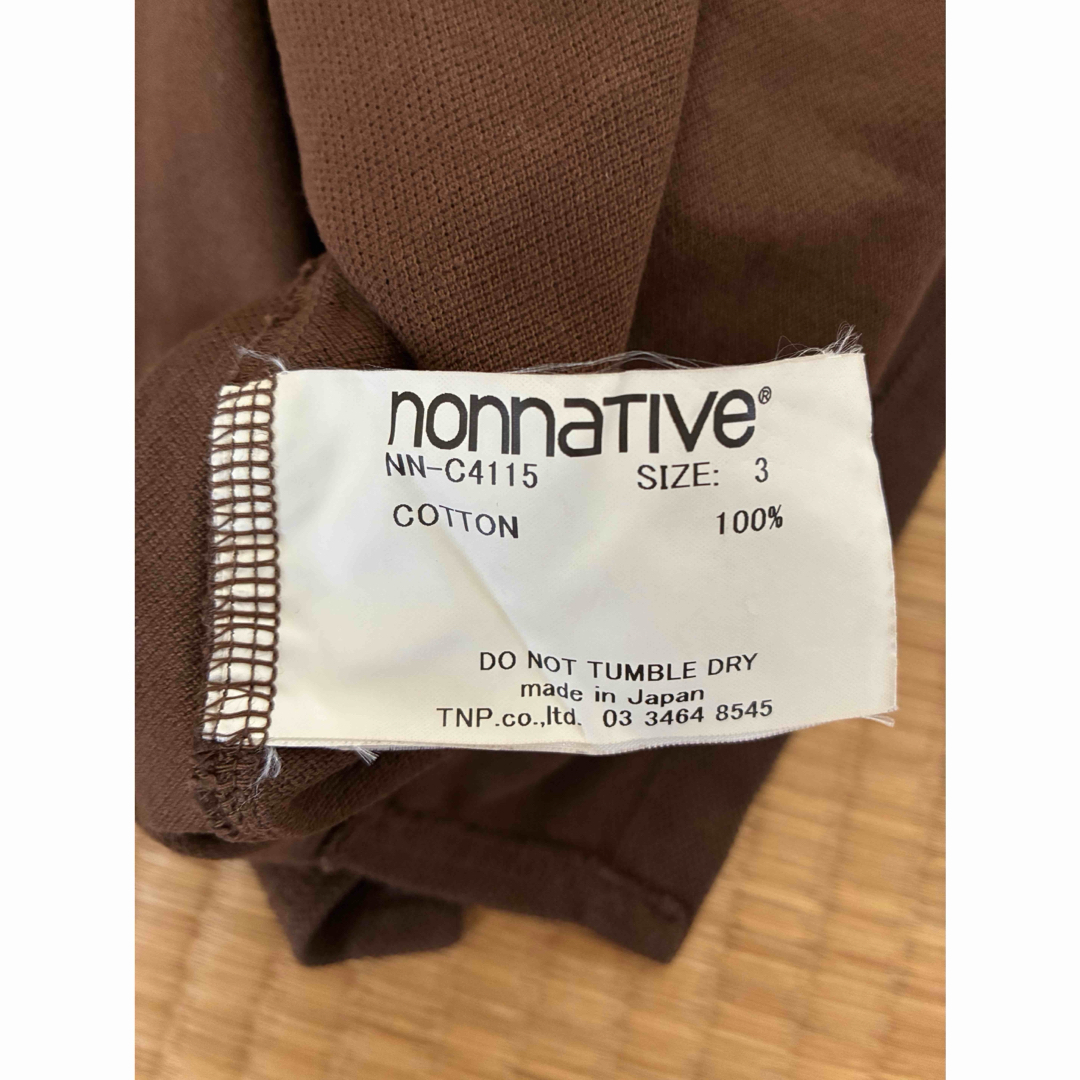 nonnative®
NN-C4115 SIZE: 3
COTTON 100%
DO NOT TUMBLE DRY
made in Japan
TNP.co.,ltd. 03 3464 8545